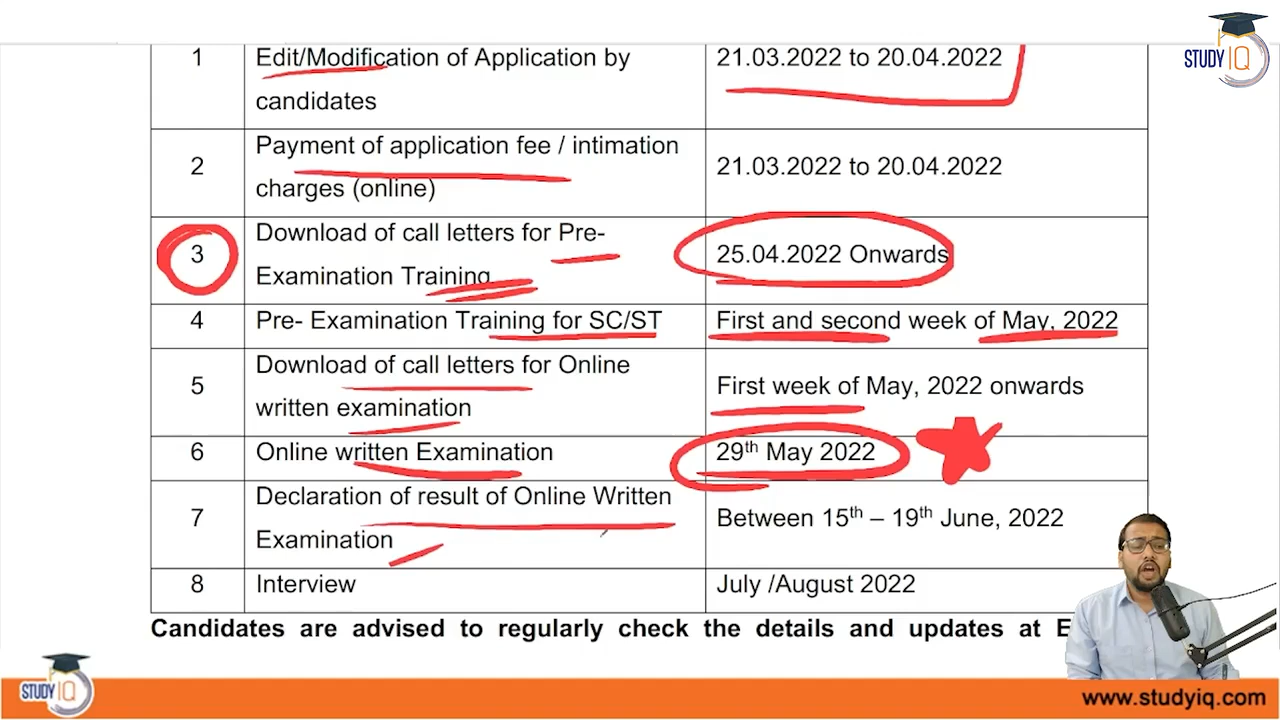 STUDY IQ
1 Edit/Modification of Application by candidates 21.03.2022 to 20.04.2022
2 Payment of application fee / intimation charges (online) 21.03.2022 to 20.04.2022
3 Download of call letters for Pre-Examination Training 25.04.2022 Onwards
4 Pre- Examination Training for SC/ST First and second week of May, 2022
5 Download of call letters for Online written examination First week of May, 2022 onwards
6 Online written Examination 29th May 2022
7 Declaration of result of Online Written Examination Between 15th – 19th June, 2022
8 Interview July /August 2022
Candidates are advised to regularly check the details and updates at
STUDY IQ
www.studyiq.com